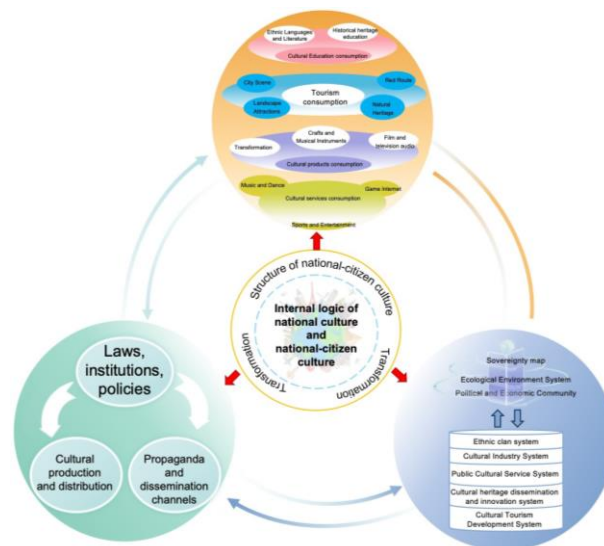 Ethnic Languages
and Literature
Historical heritage
education
Cultural Education consumption
City Scene
Red Route
Tourism
consumption
Landscape
Attractions
Natural
Heritage
Crafts and
Musical Instruments
Transformation
Film and
television audio
Cultural products consumption
Music and Dance
Game Internet
Cultural services consumption
Sports and Entertainment
Structure of national-citizen culture
Internal logic of
national culture
and
national-citizen
culture
Transformation
Transformation
Laws,
institutions,
policies
Cultural
production
and distribution
Propaganda
and
dissemination
channels
Sovereignty map
Ecological Environment System
Political and Economic Community
Ethnic clan system
Cultural Industry System
Public Cultural Service System
Cultural heritage dissemination
and innovation system
Cultural Tourism
Development System